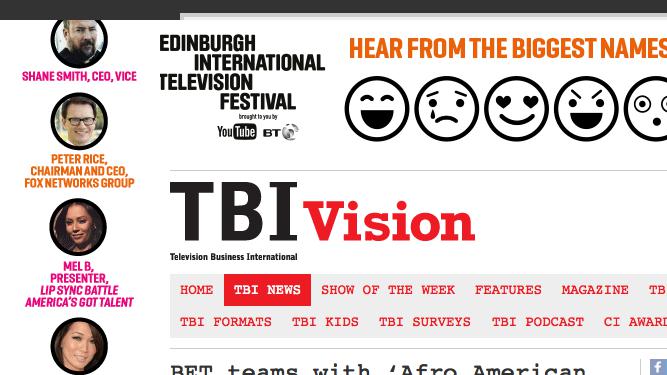 SHANE SMITH, CEO, VICE
PETER RICE,
CHAIRMAN AND CEO,
FOX NETWORKS GROUP
MEL B,
PRESENTER,
LIP SYNC BATTLE
AMERICA'S GOT TALENT
EDINBURGH
INTERNATIONAL
TELEVISION
FESTIVAL
brought to you by
YouTube BT
HEAR FROM THE BIGGEST NAMES
TBI Vision
Television Business International
HOME TBI NEWS SHOW OF THE WEEK FEATURES MAGAZINE TB
TBI FORMATS TBI KIDS TBI SURVEYS TBI PODCAST CI AWARD
BET teams with ‘Afro American
f